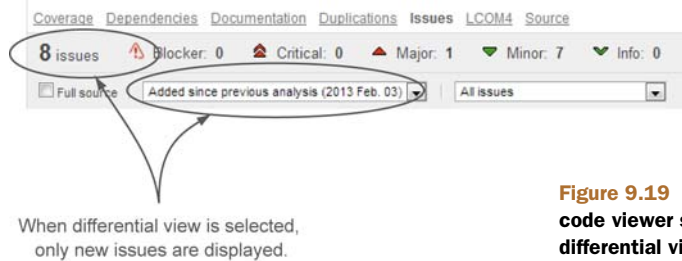 Coverage Dependencies Documentation Duplications Issues LCOM4 Source
8 issues Blocker: 0 Critical: 0 Major: 1 Minor: 7 Info: 0
Full source Added since previous analysis (2013 Feb. 03) All issues
When differential view is selected,
only new issues are displayed.
Figure 9.19
code viewer
differential